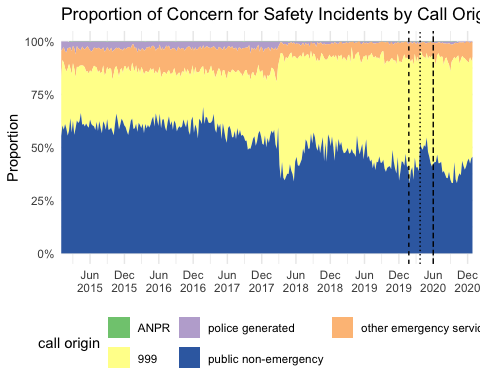 Proportion of Concern for Safety Incidents by Call Orig
100%
75%
50%
25%
0%
Proportion
Jun Dec Jun Dec Jun Dec Jun Dec Jun Dec Jun Dec
2015 2015 2016 2016 2017 2017 2018 2018 2019 2019 2020 2020
call origin
ANPR police generated other emergency servic
999 public non-emergency